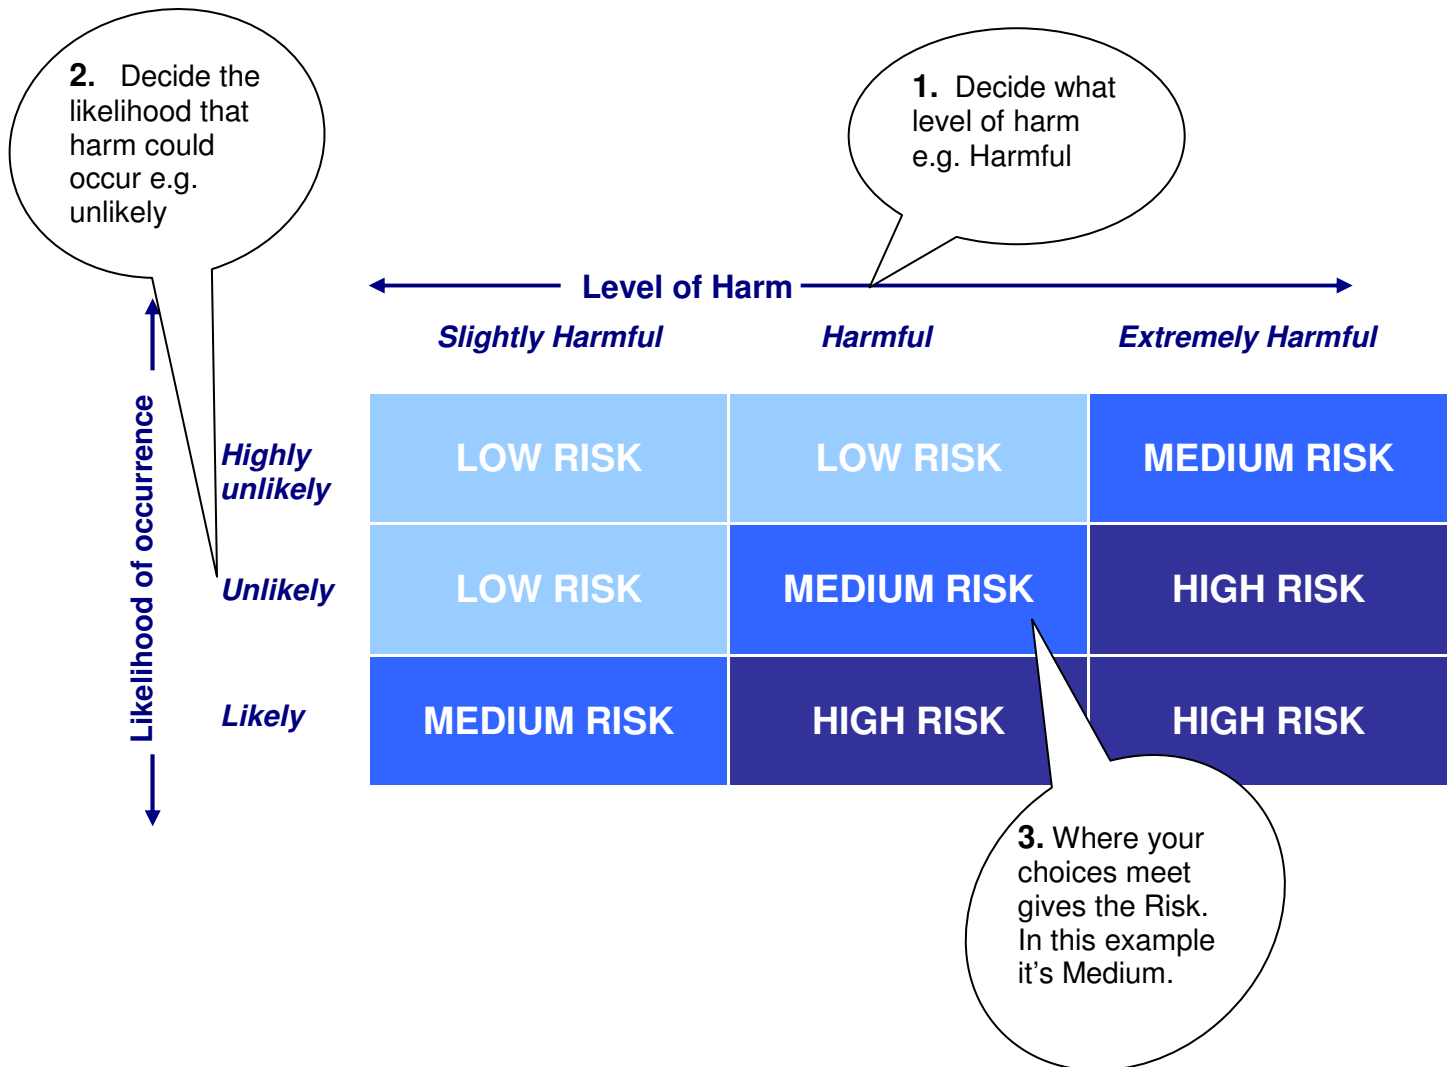 2. Decide the
likelihood that
harm could
occur e.g.
unlikely
1. Decide what
level of harm
e.g. Harmful
Level of Harm
Slightly Harmful
Harmful
Extremely Harmful
Likelihood of occurrence
Highly
unlikely
LOW RISK
LOW RISK
MEDIUM RISK
Unlikely
LOW RISK
MEDIUM RISK
HIGH RISK
Likely
MEDIUM RISK
HIGH RISK
HIGH RISK
3. Where your
choices meet
gives the Risk.
In this example
it's Medium.